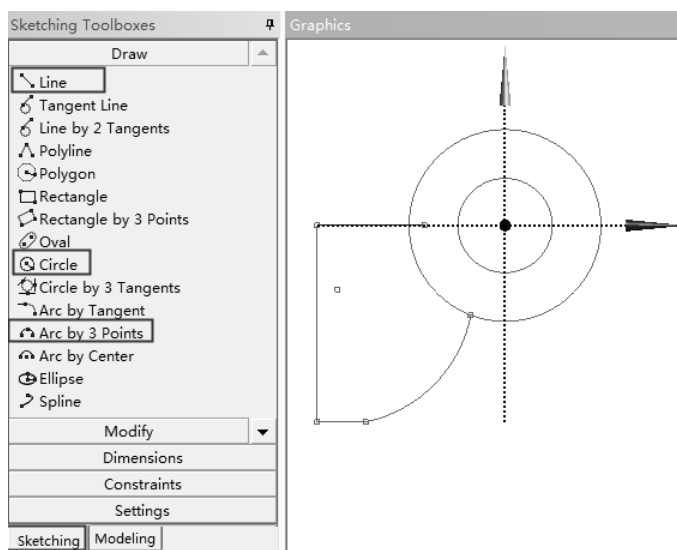 Sketching Toolboxes
Graphics
Draw
Line
Tangent Line
Line by 2 Tangents
Polyline
Polygon
Rectangle
Rectangle by 3 Points
Oval
Circle
Circle by 3 Tangents
Arc by Tangent
Arc by 3 Points
Arc by Center
Ellipse
Spline
Modify
Dimensions
Constraints
Settings
Sketching Modeling